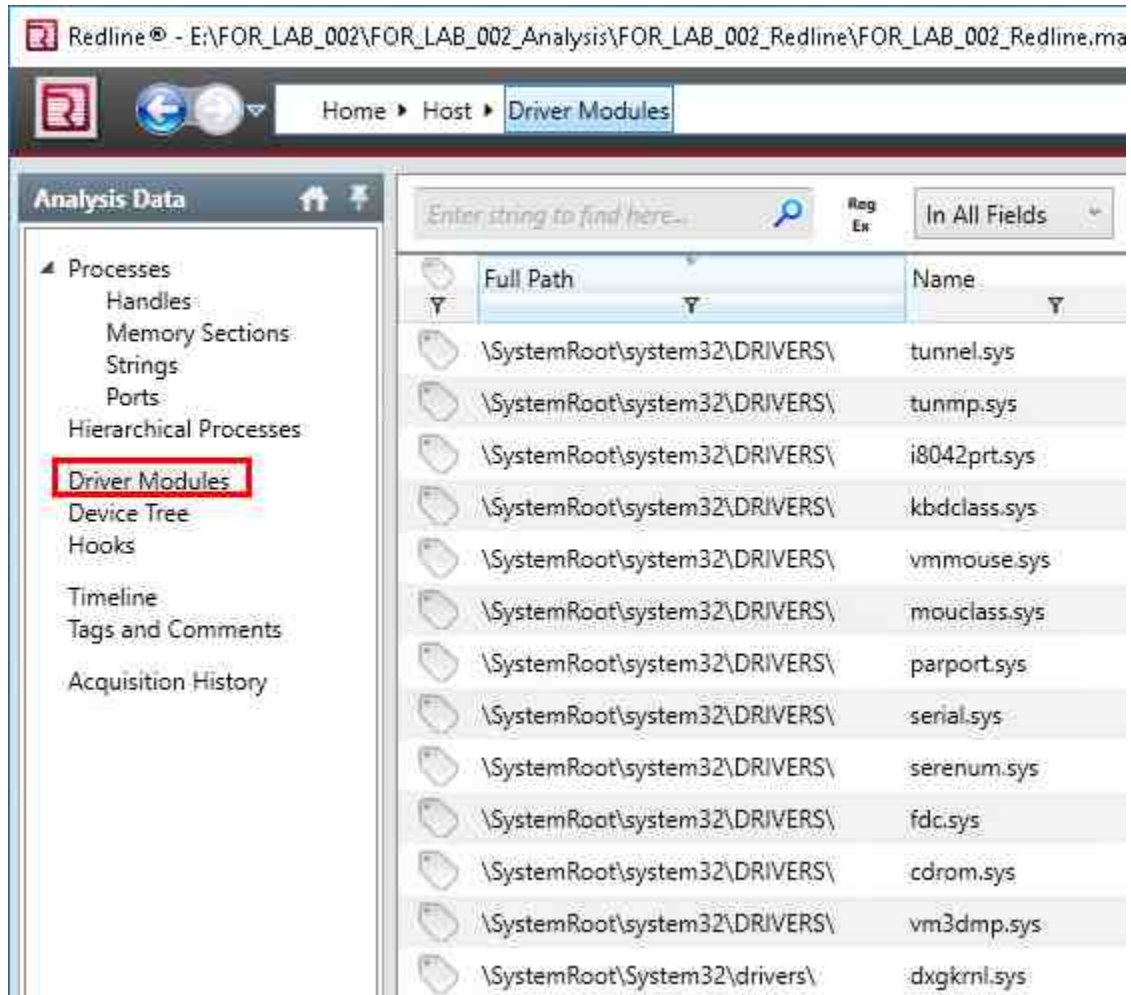 Redline® - E:\FOR_LAB_002\FOR_LAB_002_Analysis\FOR_LAB_002_Redline\FOR_LAB_002_Redline.ma
Home Host Driver Modules
Analysis Data
Processes
Handles
Memory Sections
Strings
Ports
Hierarchical Processes
Driver Modules
Device Tree
Hooks
Timeline
Tags and Comments
Acquisition History
Enter string to find here... Reg Ex In All Fields
Full Path Name
\SystemRoot\system32\DRIVERS\ tunnel.sys
\SystemRoot\system32\DRIVERS\ tunmp.sys
\SystemRoot\system32\DRIVERS\ i8042prt.sys
\SystemRoot\system32\DRIVERS\ kbdclass.sys
\SystemRoot\system32\DRIVERS\ vmmouse.sys
\SystemRoot\system32\DRIVERS\ mouclass.sys
\SystemRoot\system32\DRIVERS\ parport.sys
\SystemRoot\system32\DRIVERS\ serial.sys
\SystemRoot\system32\DRIVERS\ serenum.sys
\SystemRoot\system32\DRIVERS\ fdc.sys
\SystemRoot\system32\DRIVERS\ cdrom.sys
\SystemRoot\system32\DRIVERS\ vm3dmp.sys
\SystemRoot\System32\drivers\ dxgkrnl.sys